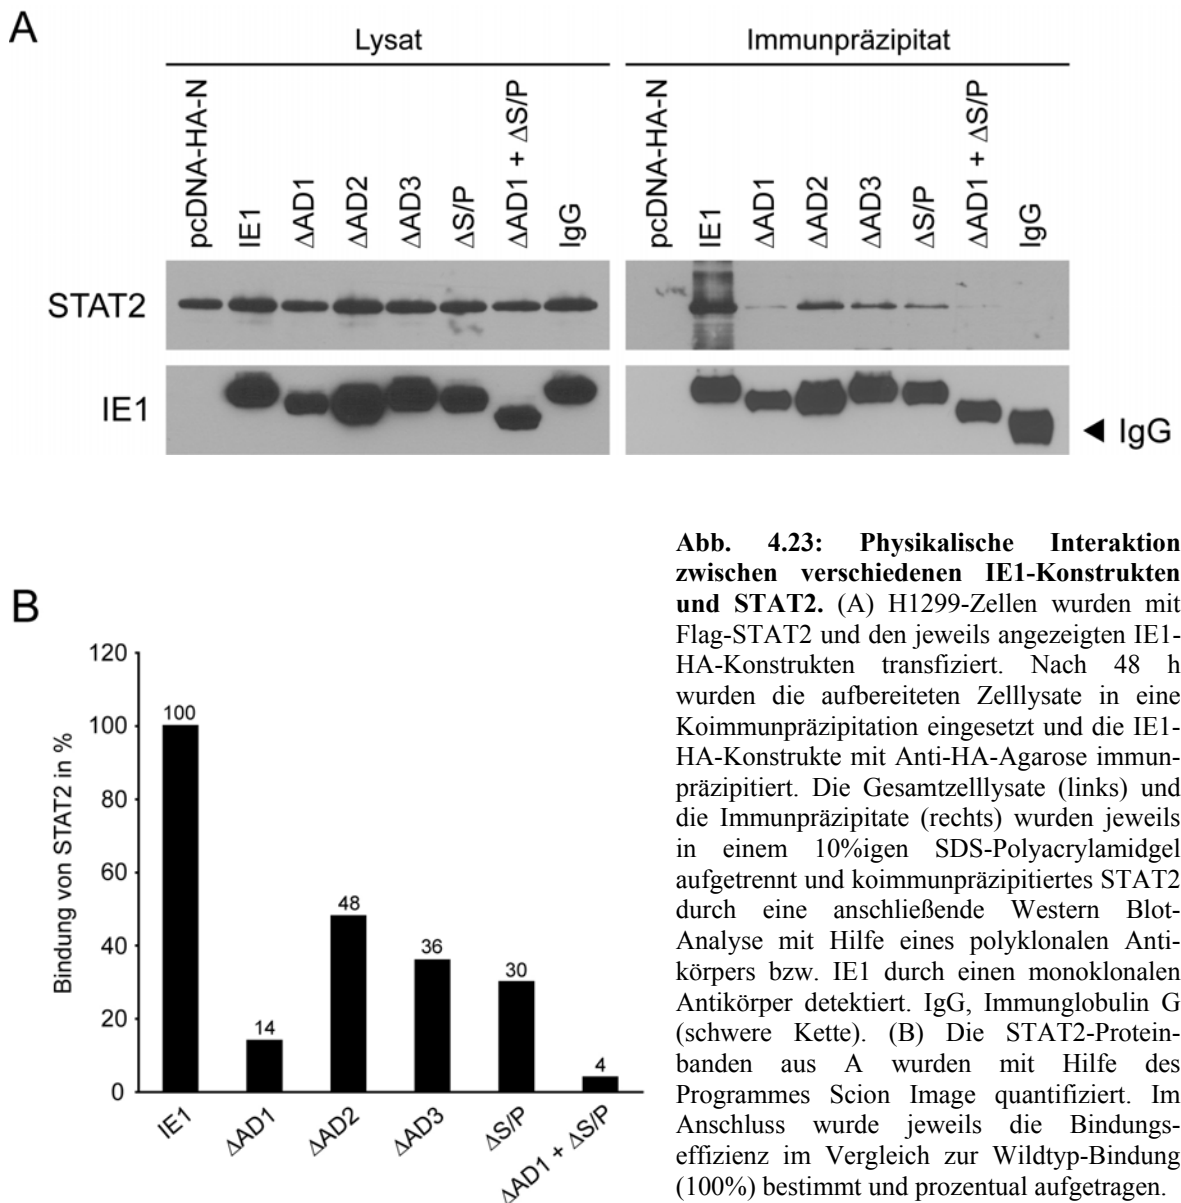 A
Lysat
Immunpräzipitat
pcDNA-HA-N
IE1
ΔAD1
ΔAD2
ΔAD3
ΔS/P
ΔAD1 + ΔS/P
IgG
pcDNA-HA-N
IE1
ΔAD1
ΔAD2
ΔAD3
ΔS/P
ΔAD1 + ΔS/P
IgG
STAT2
IE1
◄ IgG
B
Bindung von STAT2 in %
120
100
80
60
40
20
0
100
14
48
36
30
4
IE1
ΔAD1
ΔAD2
ΔAD3
ΔS/P
ΔAD1 + ΔS/P
Abb. 4.23: Physikalische Interaktion
zwischen verschiedenen IE1-Konstrukten
und STAT2. (A) H1299-Zellen wurden mit
Flag-STAT2 und den jeweils angezeigten IE1-
HA-Konstrukten transfiziert. Nach 48 h
wurden die aufbereiteten Zelllysate in eine
Koimmunpräzipitation eingesetzt und die IE1-
HA-Konstrukte mit Anti-HA-Agarose immun-
präzipitiert. Die Gesamtzelllysate (links) und
die Immunpräzipitate (rechts) wurden jeweils
in einem 10%igen SDS-Polyacrylamidgel
aufgetrennt und koimmunpräzipitiertes STAT2
durch eine anschließende Western Blot-
Analyse mit Hilfe eines polyklonalen Anti-
körpers bzw. IE1 durch einen monoklonalen
Antikörper detektiert. IgG, Immunglobulin G
(schwere Kette). (B) Die STAT2-Protein-
banden aus A wurden mit Hilfe des
Programmes Scion Image quantifiziert. Im
Anschluss wurde jeweils die Bindungs-
effizienz im Vergleich zur Wildtyp-Bindung
(100%) bestimmt und prozentual aufgetragen.